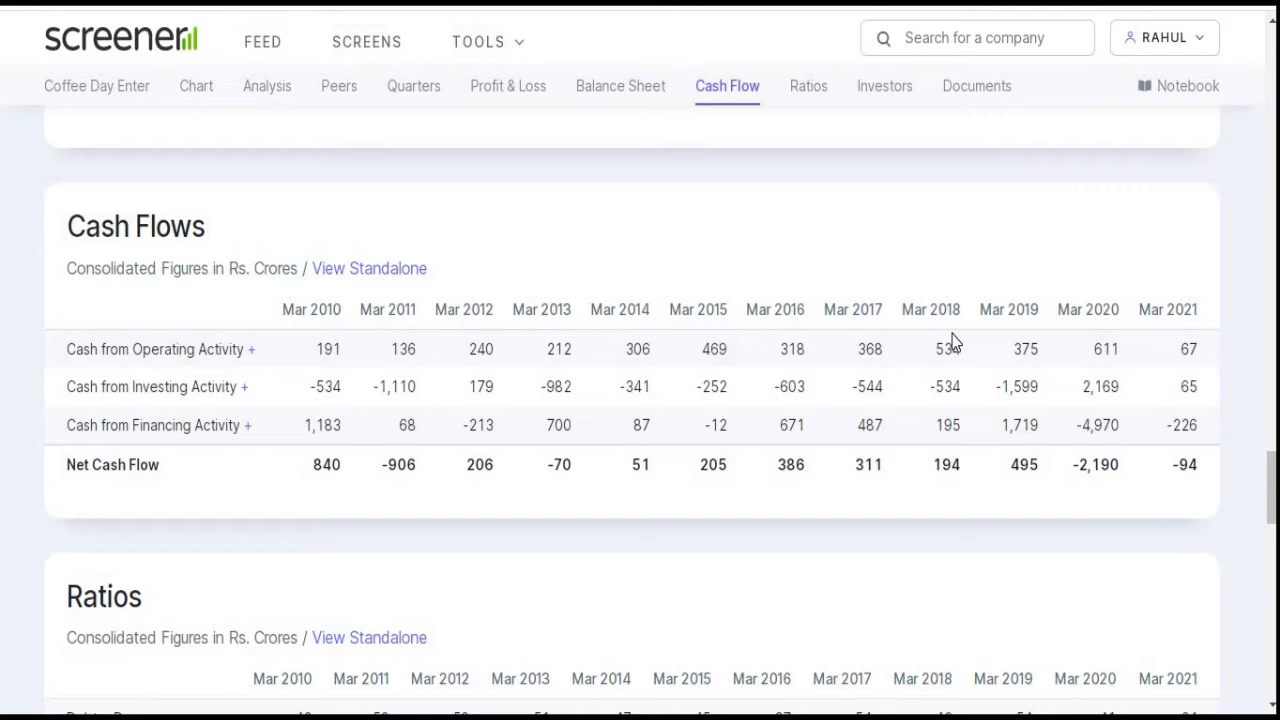 screener FEED SCREENS TOOLS Search for a company RAHUL
Coffee Day Enter Chart Analysis Peers Quarters Profit & Loss Balance Sheet Cash Flow Ratios Investors Documents Notebook
Cash Flows
Consolidated Figures in Rs. Crores / View Standalone
Mar 2010 Mar 2011 Mar 2012 Mar 2013 Mar 2014 Mar 2015 Mar 2016 Mar 2017 Mar 2018 Mar 2019 Mar 2020 Mar 2021
Cash from Operating Activity + 191 136 240 212 306 469 318 368 375 611 67
Cash from Investing Activity + -534 -1,110 179 -982 -341 -252 -603 -544 -534 -1,599 2,169 65
Cash from Financing Activity + 1,183 68 -213 700 87 -12 671 487 195 1,719 -4,970 -226
Net Cash Flow 840 -906 206 -70 51 205 386 311 194 495 -2,190 -94
Ratios
Consolidated Figures in Rs. Crores / View Standalone
Mar 2010 Mar 2011 Mar 2012 Mar 2013 Mar 2014 Mar 2015 Mar 2016 Mar 2017 Mar 2018 Mar 2019 Mar 2020 Mar 2021